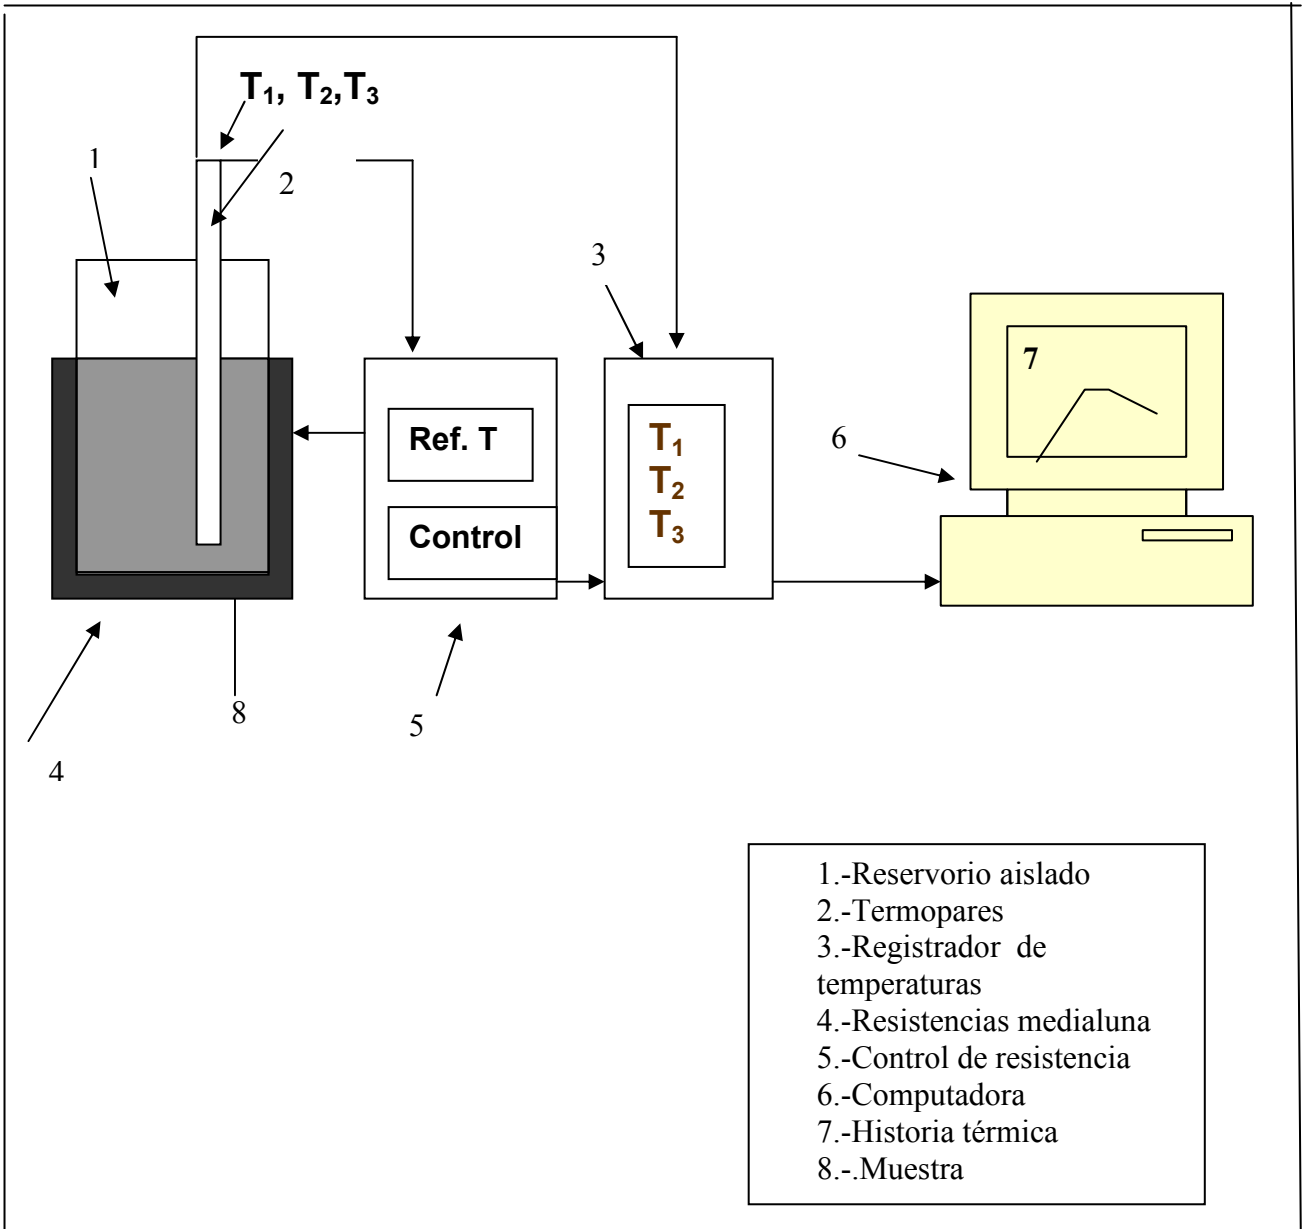 T1, T2,T3
1
2
3
Ref. T
Control
T1
T2
T3
7
6
8
5
4
1.-Reservorio aislado
2.-Termopares
3.-Registrador de
temperaturas
4.-Resistencias medialuna
5.-Control de resistencia
6.-Computadora
7.-Historia térmica
8.-.Muestra